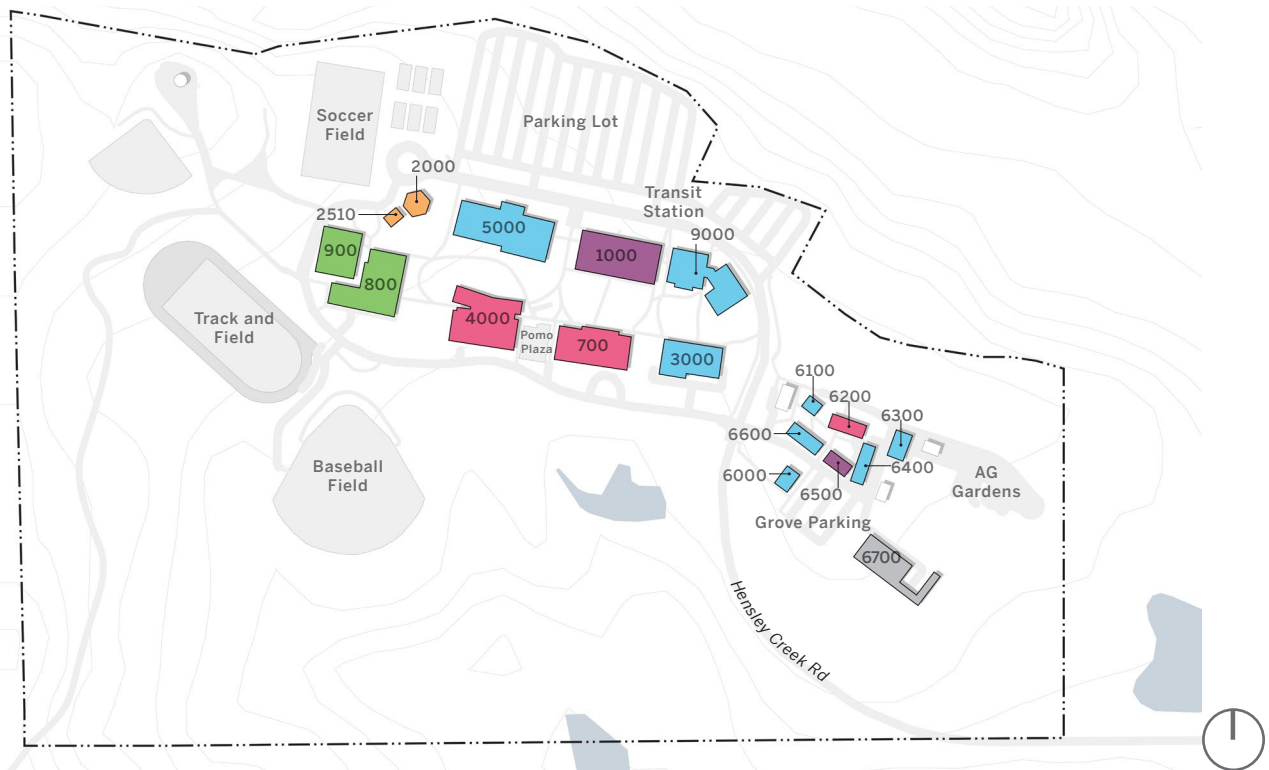 Soccer
Field
Parking Lot
2000
Transit
Station
2510
5000
9000
900
1000
800
Track and
Field
4000
Pomo
Plaza
700
3000
6100
6200
6300
6600
6400
6000
6500
AG
Gardens
Baseball
Field
Grove Parking
6700
Hensley Creek Rd